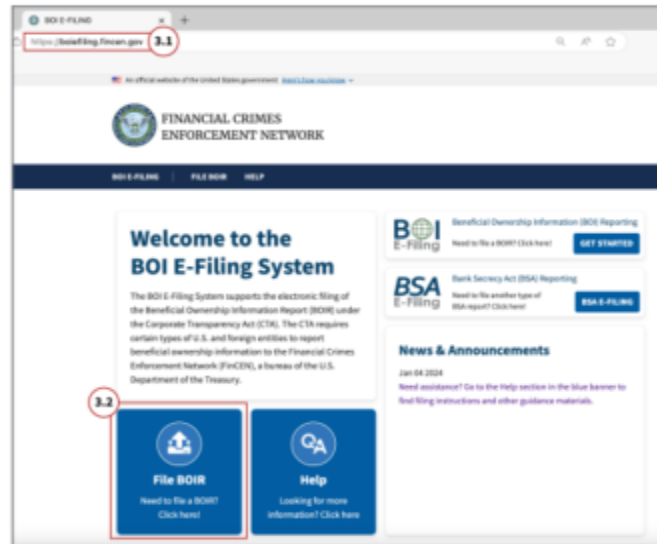 BOI E-FILING
https://boiefiling.fincen.gov
3.1
An official website of the United States government Here's how you know
FINANCIAL CRIMES
ENFORCEMENT NETWORK
BOI E-FILING | FILE BOIR HELP
Welcome to the
BOI E-Filing System
The BOI E-Filing System supports the electronic filing of
the Beneficial Ownership Information Report (BOIR) under
the Corporate Transparency Act (CTA). The CTA requires
certain types of U.S. and foreign entities to report
beneficial ownership information to the Financial Crimes
Enforcement Network (FinCEN), a bureau of the U.S.
Department of the Treasury.
3.2
File BOIR
Need to file a BOIR?
Click here!
QA
Help
Looking for more
information? Click here
BOI
E-Filing
Beneficial Ownership Information (BOI) Reporting
Need to file a BOIR? Click here!
GET STARTED
BSA
E-Filing
Bank Secrecy Act (BSA) Reporting
Need to file another type of
BSA report? Click here!
BSA E-FILING
News & Announcements
Jan 04 2024
Need assistance? Go to the Help section in the blue banner to
find filing instructions and other guidance materials.